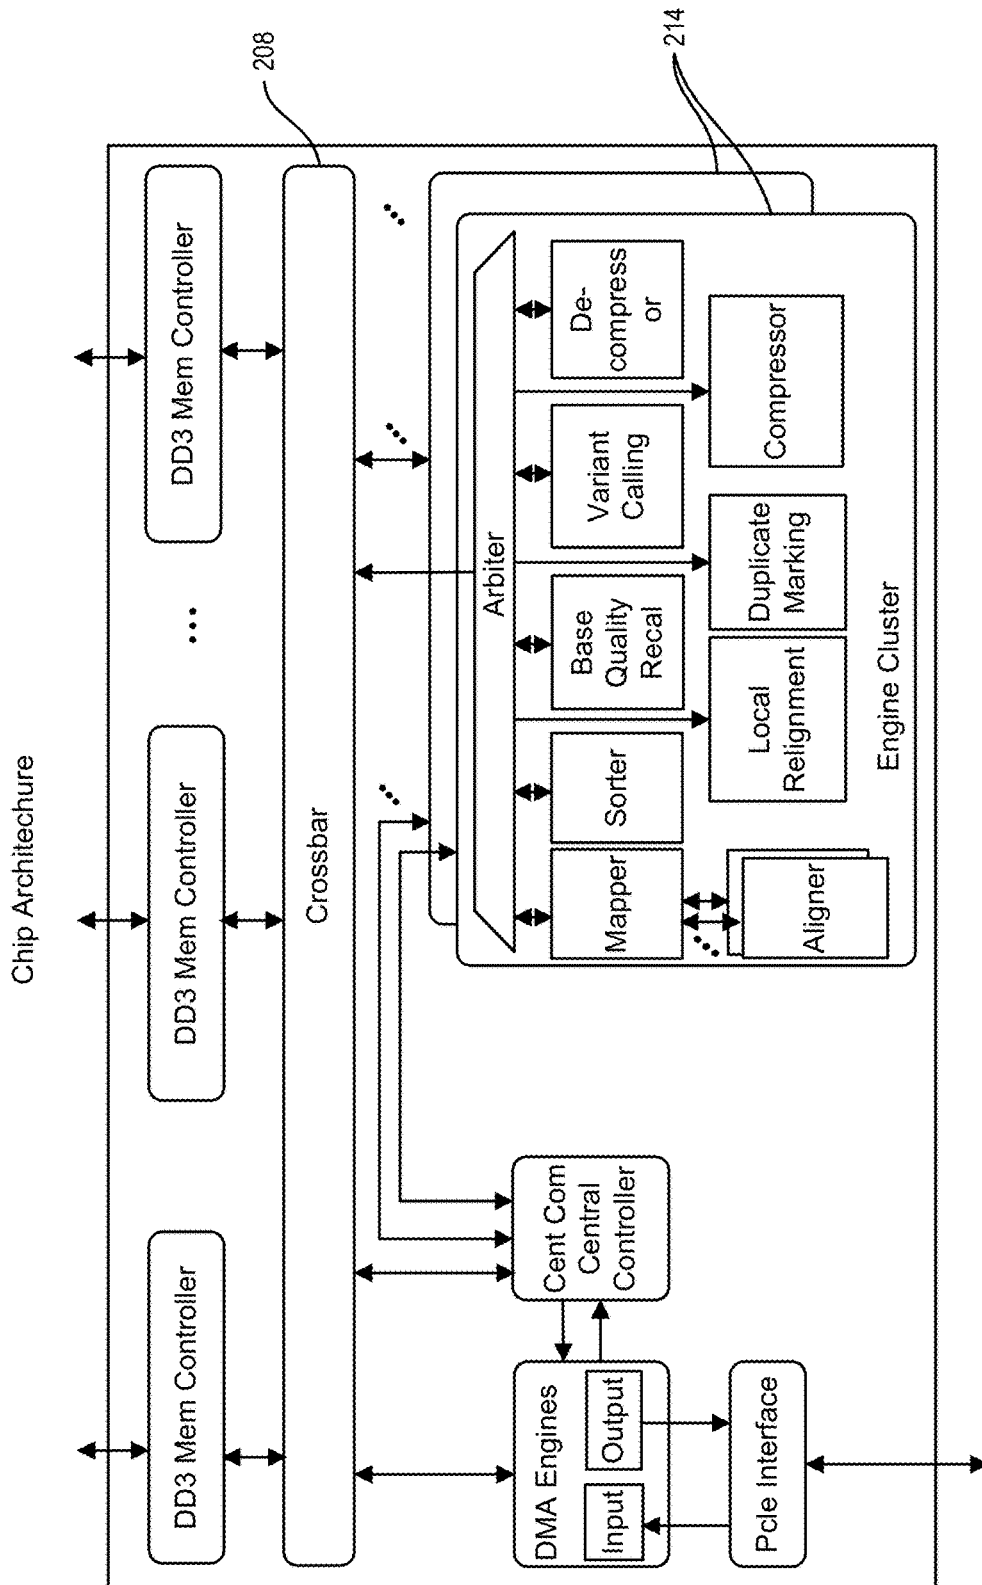 Chip Architechure
DD3 Mem Controller
DD3 Mem Controller
...
DD3 Mem Controller
208
Crossbar
214
Arbiter
Mapper
Sorter
Base
Quality
Recal
Variant
Calling
De-
compress
or
Aligner
Local
Relignment
Duplicate
Marking
Compressor
Engine Cluster
Cent Com
Central
Controller
DMA Engines
Input
Output
PcIe Interface